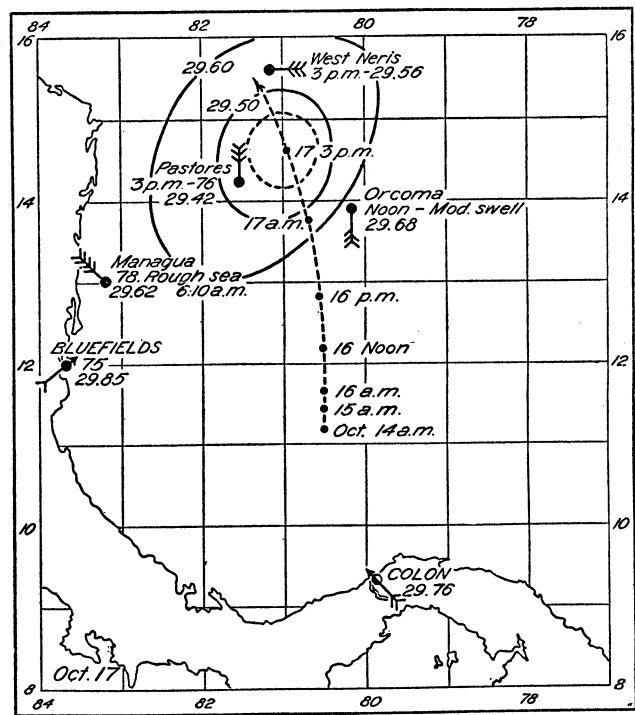 84 82 80 78
16 16
West Neris
3 p.m.-29.56
29.60
29.50
17 3 p.m.
Pastores
3 p.m.-76
29.42
Orcoma
Noon - Mod. swell
29.68
14 14
17 a.m.
Managua
78. Rough sea
29.62 6:10 a.m.
16 p.m.
16 Noon
BLUEFIELDS
75
29.85
12 12
16 a.m.
15 a.m.
Oct. 14 a.m.
10 10
COLON
29.76
Oct. 17
8 8
84 82 80 78